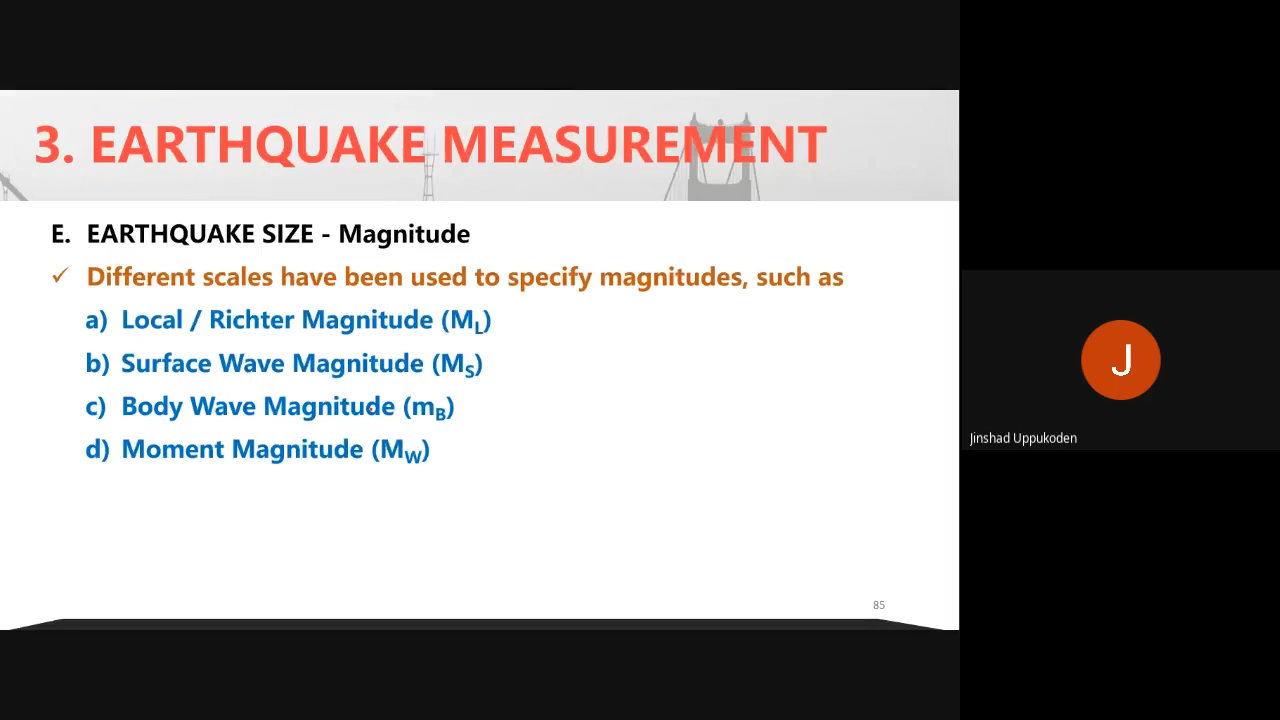 3. EARTHQUAKE MEASUREMENT
E. EARTHQUAKE SIZE - Magnitude
✓ Different scales have been used to specify magnitudes, such as
a) Local / Richter Magnitude (ML)
b) Surface Wave Magnitude (MS)
c) Body Wave Magnitude (mB)
d) Moment Magnitude (MW)
85
J
Jinshad Uppukoden